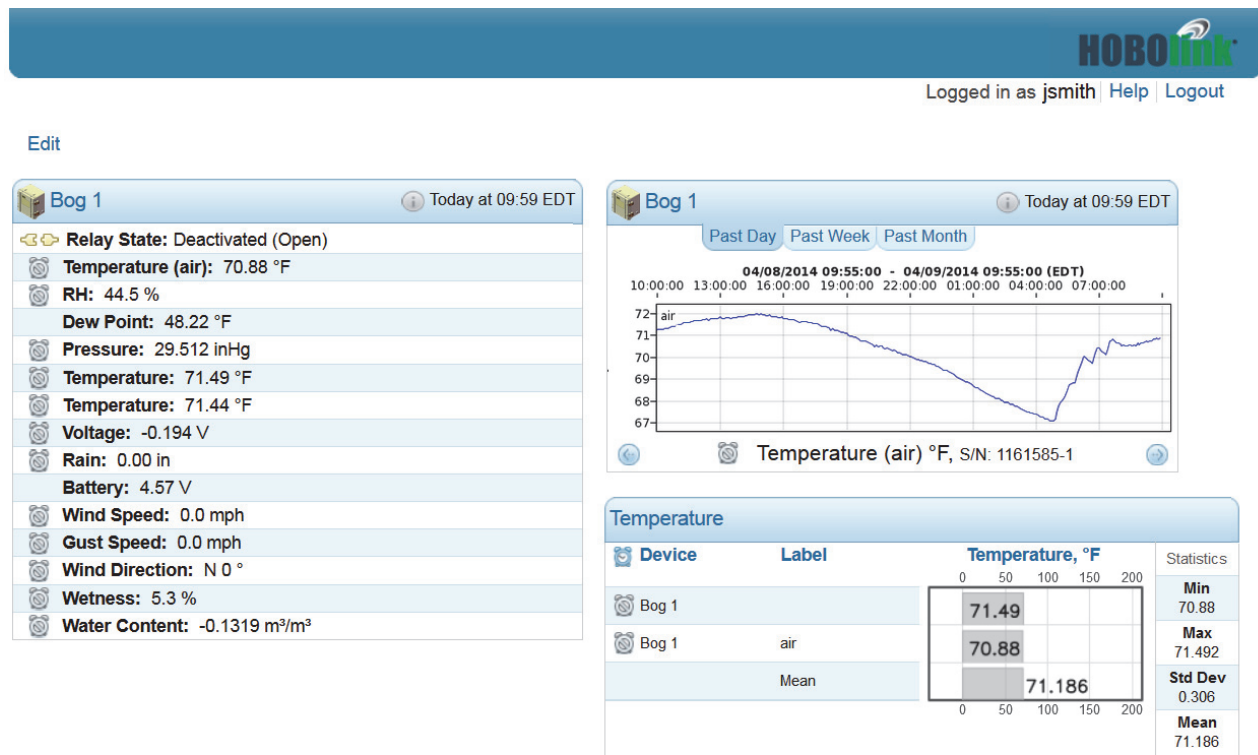 HOBOlink
Logged in as jsmith Help Logout
Edit
Bog 1 Today at 09:59 EDT
Relay State: Deactivated (Open)
Temperature (air): 70.88 °F
RH: 44.5 %
Dew Point: 48.22 °F
Pressure: 29.512 inHg
Temperature: 71.49 °F
Temperature: 71.44 °F
Voltage: -0.194 V
Rain: 0.00 in
Battery: 4.57 V
Wind Speed: 0.0 mph
Gust Speed: 0.0 mph
Wind Direction: N 0 °
Wetness: 5.3 %
Water Content: -0.1319 m³/m³
Bog 1 Today at 09:59 EDT
Past Day Past Week Past Month
04/08/2014 09:55:00 - 04/09/2014 09:55:00 (EDT)
10:00:00 13:00:00 16:00:00 19:00:00 22:00:00 01:00:00 04:00:00 07:00:00
72 air
71
70
69
68
67
Temperature (air) °F, S/N: 1161585-1
Temperature
Device Label Temperature, °F Statistics
0 50 100 150 200
Bog 1 71.49
Bog 1 air 70.88
Mean 71.186
0 50 100 150 200
Min
70.88
Max
71.492
Std Dev
0.306
Mean
71.186